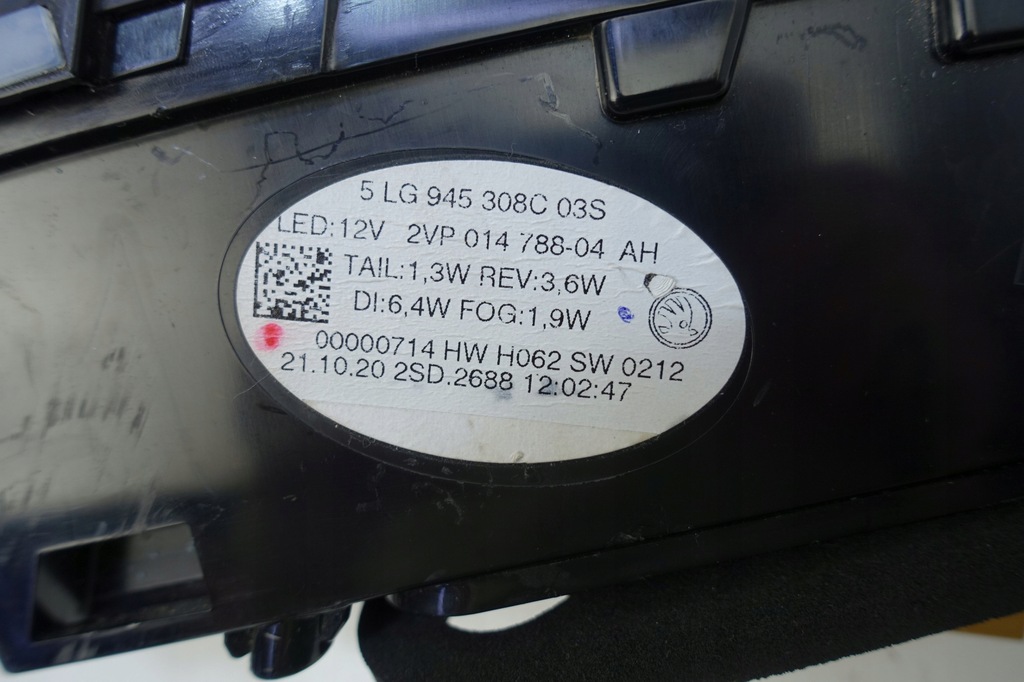 5 LG 945 308C 03S
LED:12V 2VP 014 788-04 AH
TAIL:1,3W REV:3,6W
DI:6,4W FOG:1,9W
00000714 HW H062 SW 0212
21.10.20 2SD.2688 12:02:47